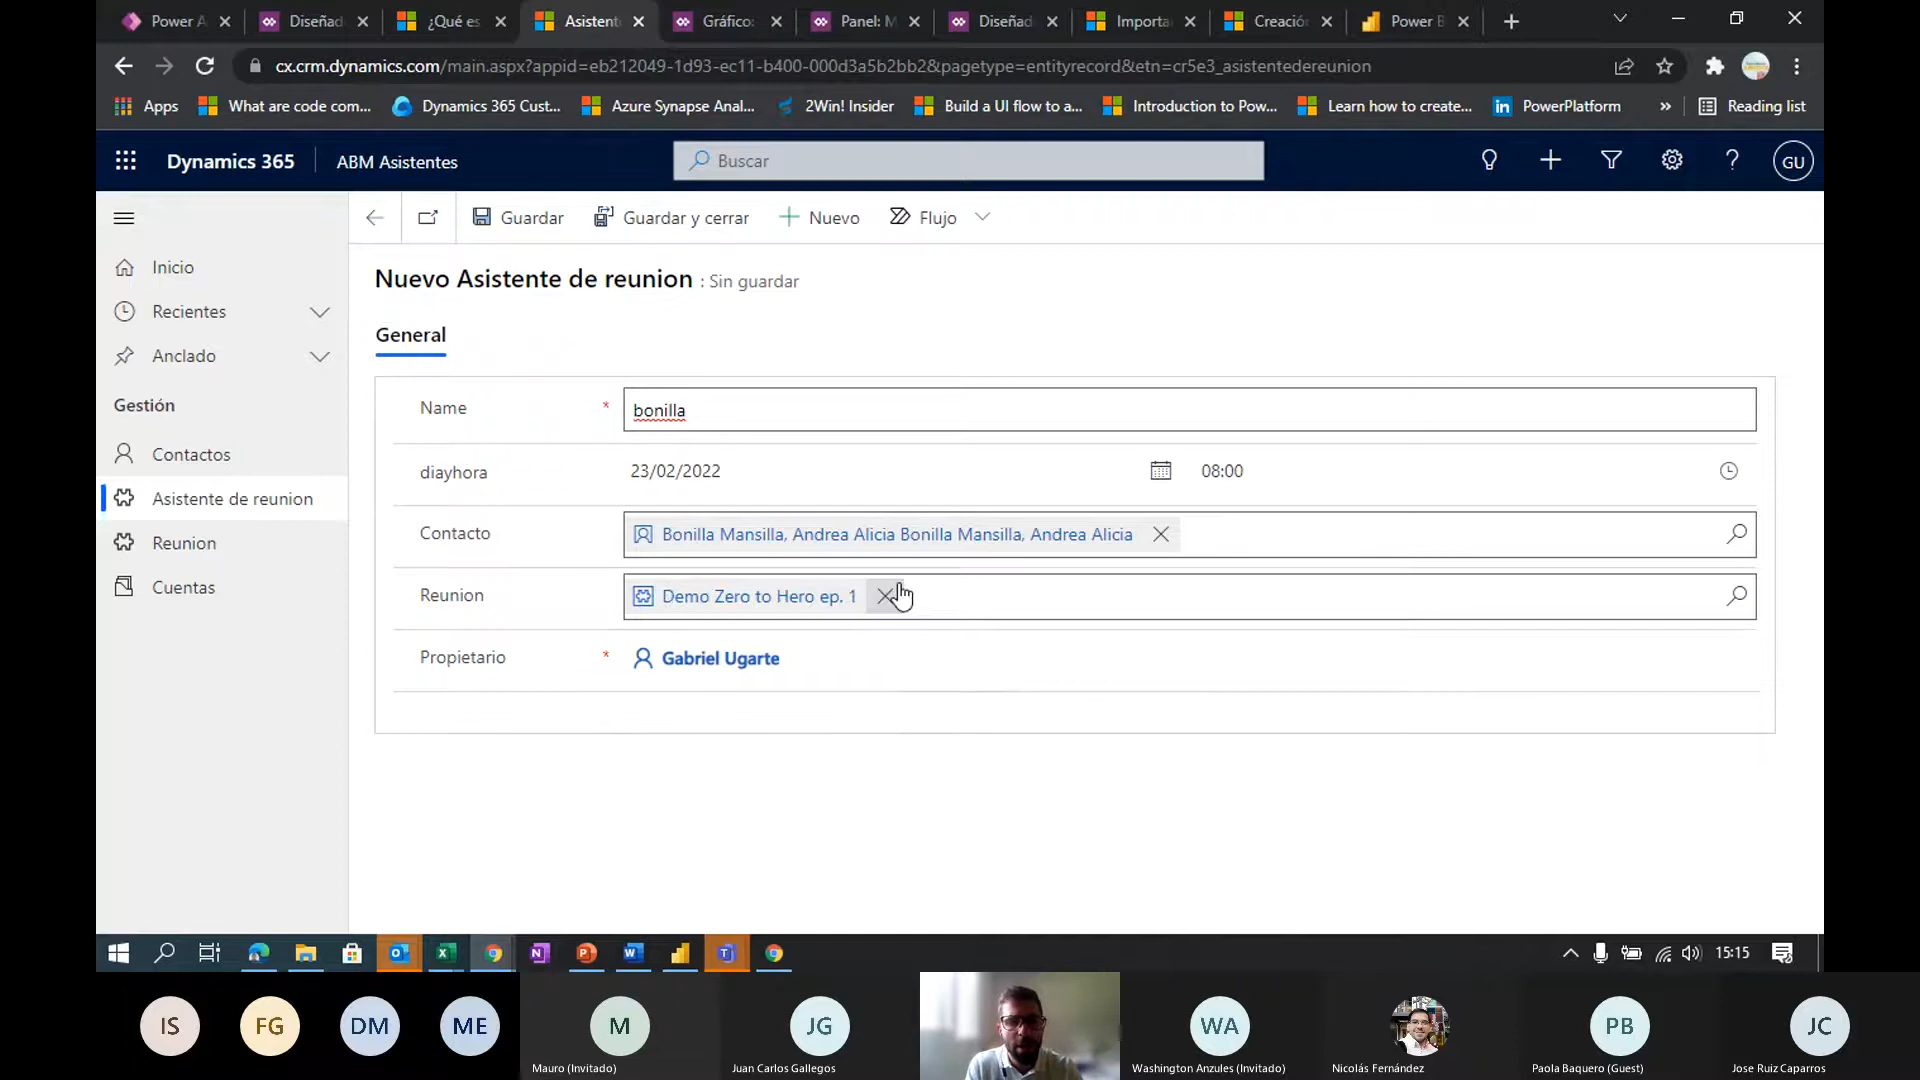 Power A
Diseñad
¿Qué es
Asistent
Gráfico:
Panel: M
Diseñad
Importa
Creació
Power B
cx.crm.dynamics.com/main.aspx?appid=eb212049-1d93-ec11-b400-000d3a5b2bb2&pagetype=entityrecord&etn=cr5e3_asistentedereunion
Apps
What are code com...
Dynamics 365 Cust...
Azure Synapse Anal...
2Win! Insider
Build a UI flow to a...
Introduction to Pow...
Learn how to create...
in PowerPlatform
»
Reading list
Dynamics 365
ABM Asistentes
Buscar
GU
Guardar
Guardar y cerrar
Nuevo
Flujo
Nuevo Asistente de reunion : Sin guardar
General
Inicio
Recientes
Anclado
Gestión
Contactos
Asistente de reunion
Reunion
Cuentas
Name * bonilla
diayhora 23/02/2022 08:00
Contacto Bonilla Mansilla, Andrea Alicia Bonilla Mansilla, Andrea Alicia
Reunion Demo Zero to Hero ep. 1
Propietario * Gabriel Ugarte
15:15
IS
FG
DM
ME
M
JG
WA
PB
JC
Mauro (Invitado)
Juan Carlos Gallegos
Washington Anzules (Invitado)
Nicolás Fernández
Paola Baquero (Guest)
Jose Ruiz Caparros